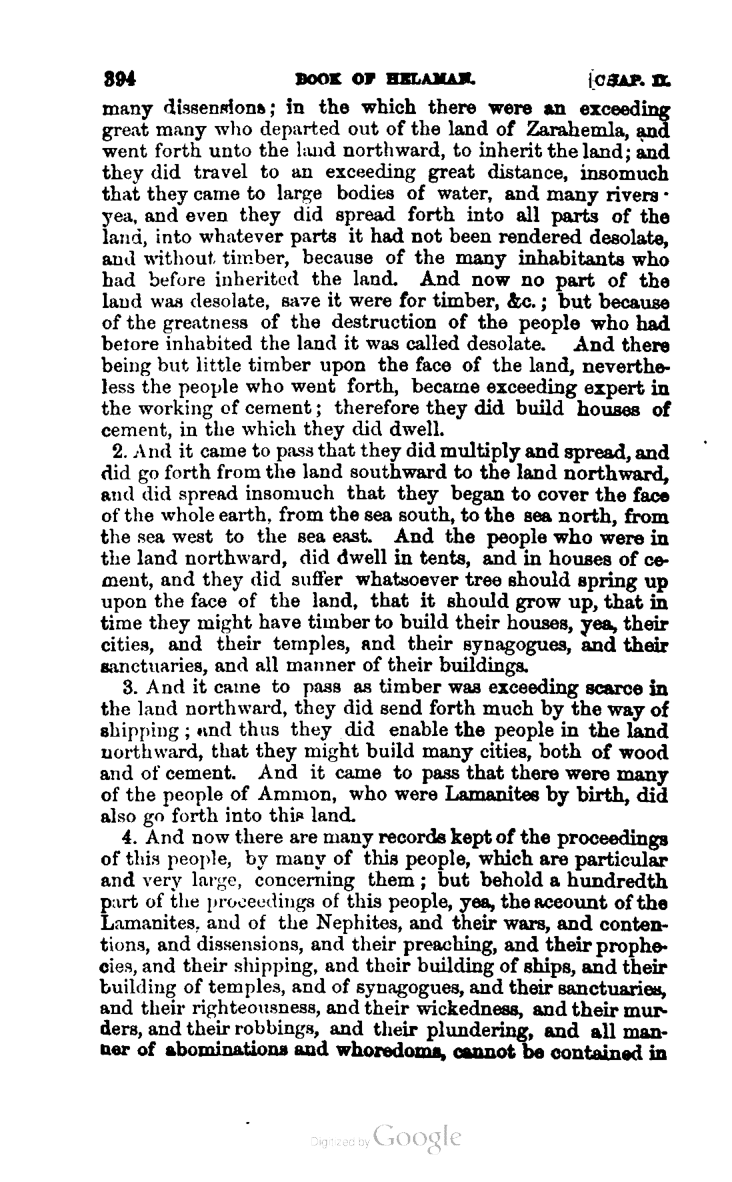 394 BOOK OF HELAMAN. [CHAP. II.
many dissensions; in the which there were an exceeding
great many who departed out of the land of Zarahemla, and
went forth unto the land northward, to inherit the land; and
they did travel to an exceeding great distance, insomuch
that they came to large bodies of water, and many rivers ·
yea, and even they did spread forth into all parts of the
land, into whatever parts it had not been rendered desolate,
and without timber, because of the many inhabitants who
had before inherited the land. And now no part of the
land was desolate, save it were for timber, &c.; but because
of the greatness of the destruction of the people who had
before inhabited the land it was called desolate. And there
being but little timber upon the face of the land, neverthe-
less the people who went forth, became exceeding expert in
the working of cement; therefore they did build houses of
cement, in the which they did dwell.
2. And it came to pass that they did multiply and spread, and
did go forth from the land southward to the land northward,
and did spread insomuch that they began to cover the face
of the whole earth, from the sea south, to the sea north, from
the sea west to the sea east. And the people who were in
the land northward, did dwell in tents, and in houses of ce-
ment, and they did suffer whatsoever tree should spring up
upon the face of the land, that it should grow up, that in
time they might have timber to build their houses, yea, their
cities, and their temples, and their synagogues, and their
sanctuaries, and all manner of their buildings.
3. And it came to pass as timber was exceeding scarce in
the land northward, they did send forth much by the way of
shipping; and thus they did enable the people in the land
northward, that they might build many cities, both of wood
and of cement. And it came to pass that there were many
of the people of Ammon, who were Lamanites by birth, did
also go forth into this land.
4. And now there are many records kept of the proceedings
of this people, by many of this people, which are particular
and very large, concerning them; but behold a hundredth
part of the proceedings of this people, yea, the account of the
Lamanites, and of the Nephites, and their wars, and conten-
tions, and dissensions, and their preaching, and their prophe-
cies, and their shipping, and their building of ships, and their
building of temples, and of synagogues, and their sanctuaries,
and their righteousness, and their wickedness, and their mur-
ders, and their robbings, and their plundering, and all man-
ner of abominations and whoredoms, cannot be contained in
Digitized by Google